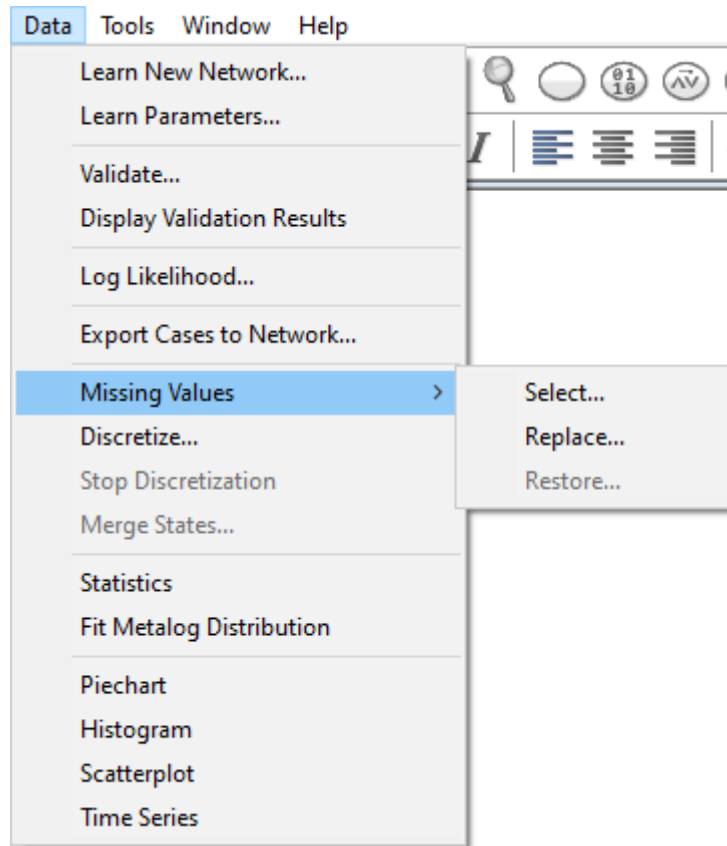 Data Tools Window Help
Learn New Network...
Learn Parameters...
Validate...
Display Validation Results
Log Likelihood...
Export Cases to Network...
Missing Values
Select...
Discretize...
Replace...
Stop Discretization
Restore...
Merge States...
Statistics
Fit Metalog Distribution
Piechart
Histogram
Scatterplot
Time Series
01
10
I